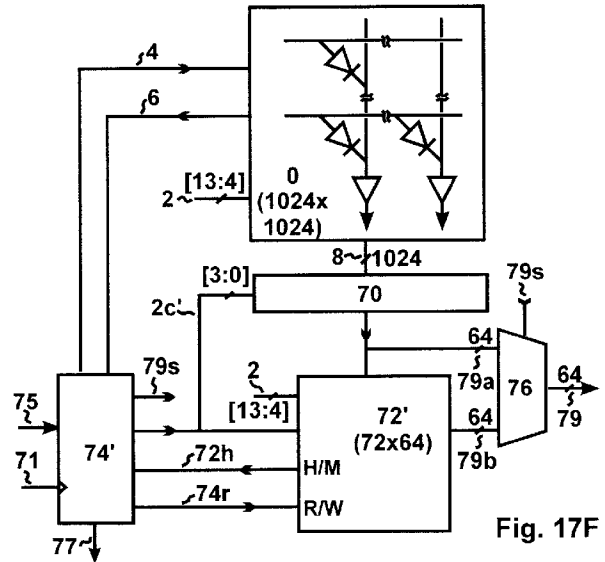 4
6
[13:4]
2
0
(1024x
1024)
8
1024
[3:0]
70
2c'
79s
79s
2
[13:4]
64
79a
76
64
79
75
74'
72'
(72x64)
64
79b
71
72h
H/M
74r
R/W
77
Fig. 17F